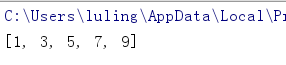 C:\Users\luling\AppData\Local\Pr
[1, 3, 5, 7, 9]